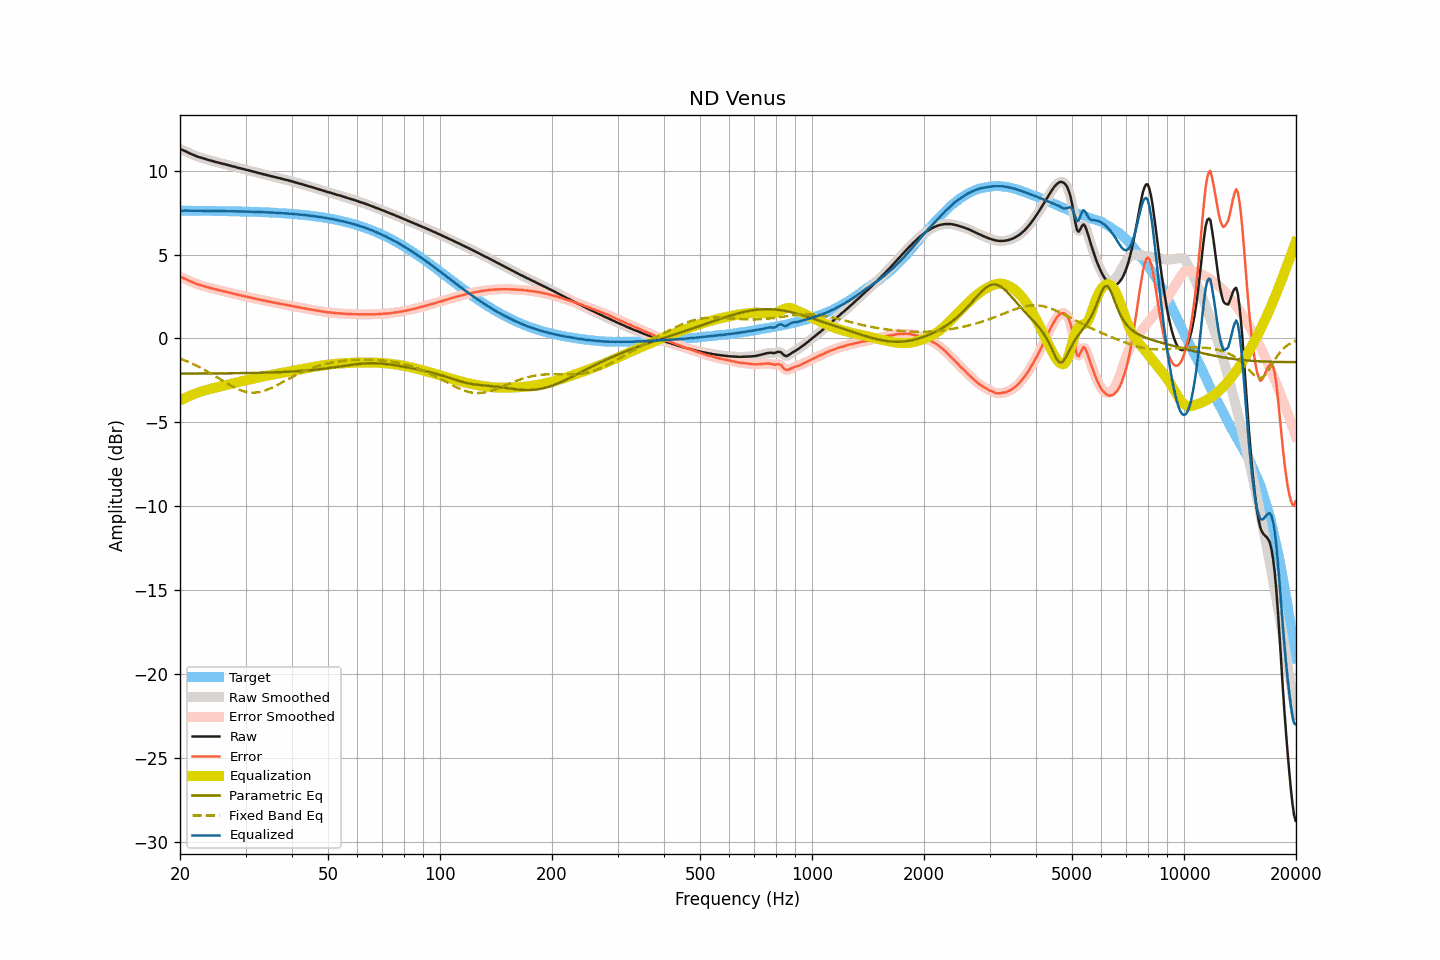 ND Venus
10
5
0
−5
−10
−15
−20
−25
−30
Amplitude (dBr)
Target
Raw Smoothed
Error Smoothed
Raw
Error
Equalization
Parametric Eq
Fixed Band Eq
Equalized
20 50 100 200 500 1000 2000 5000 10000 20000
Frequency (Hz)